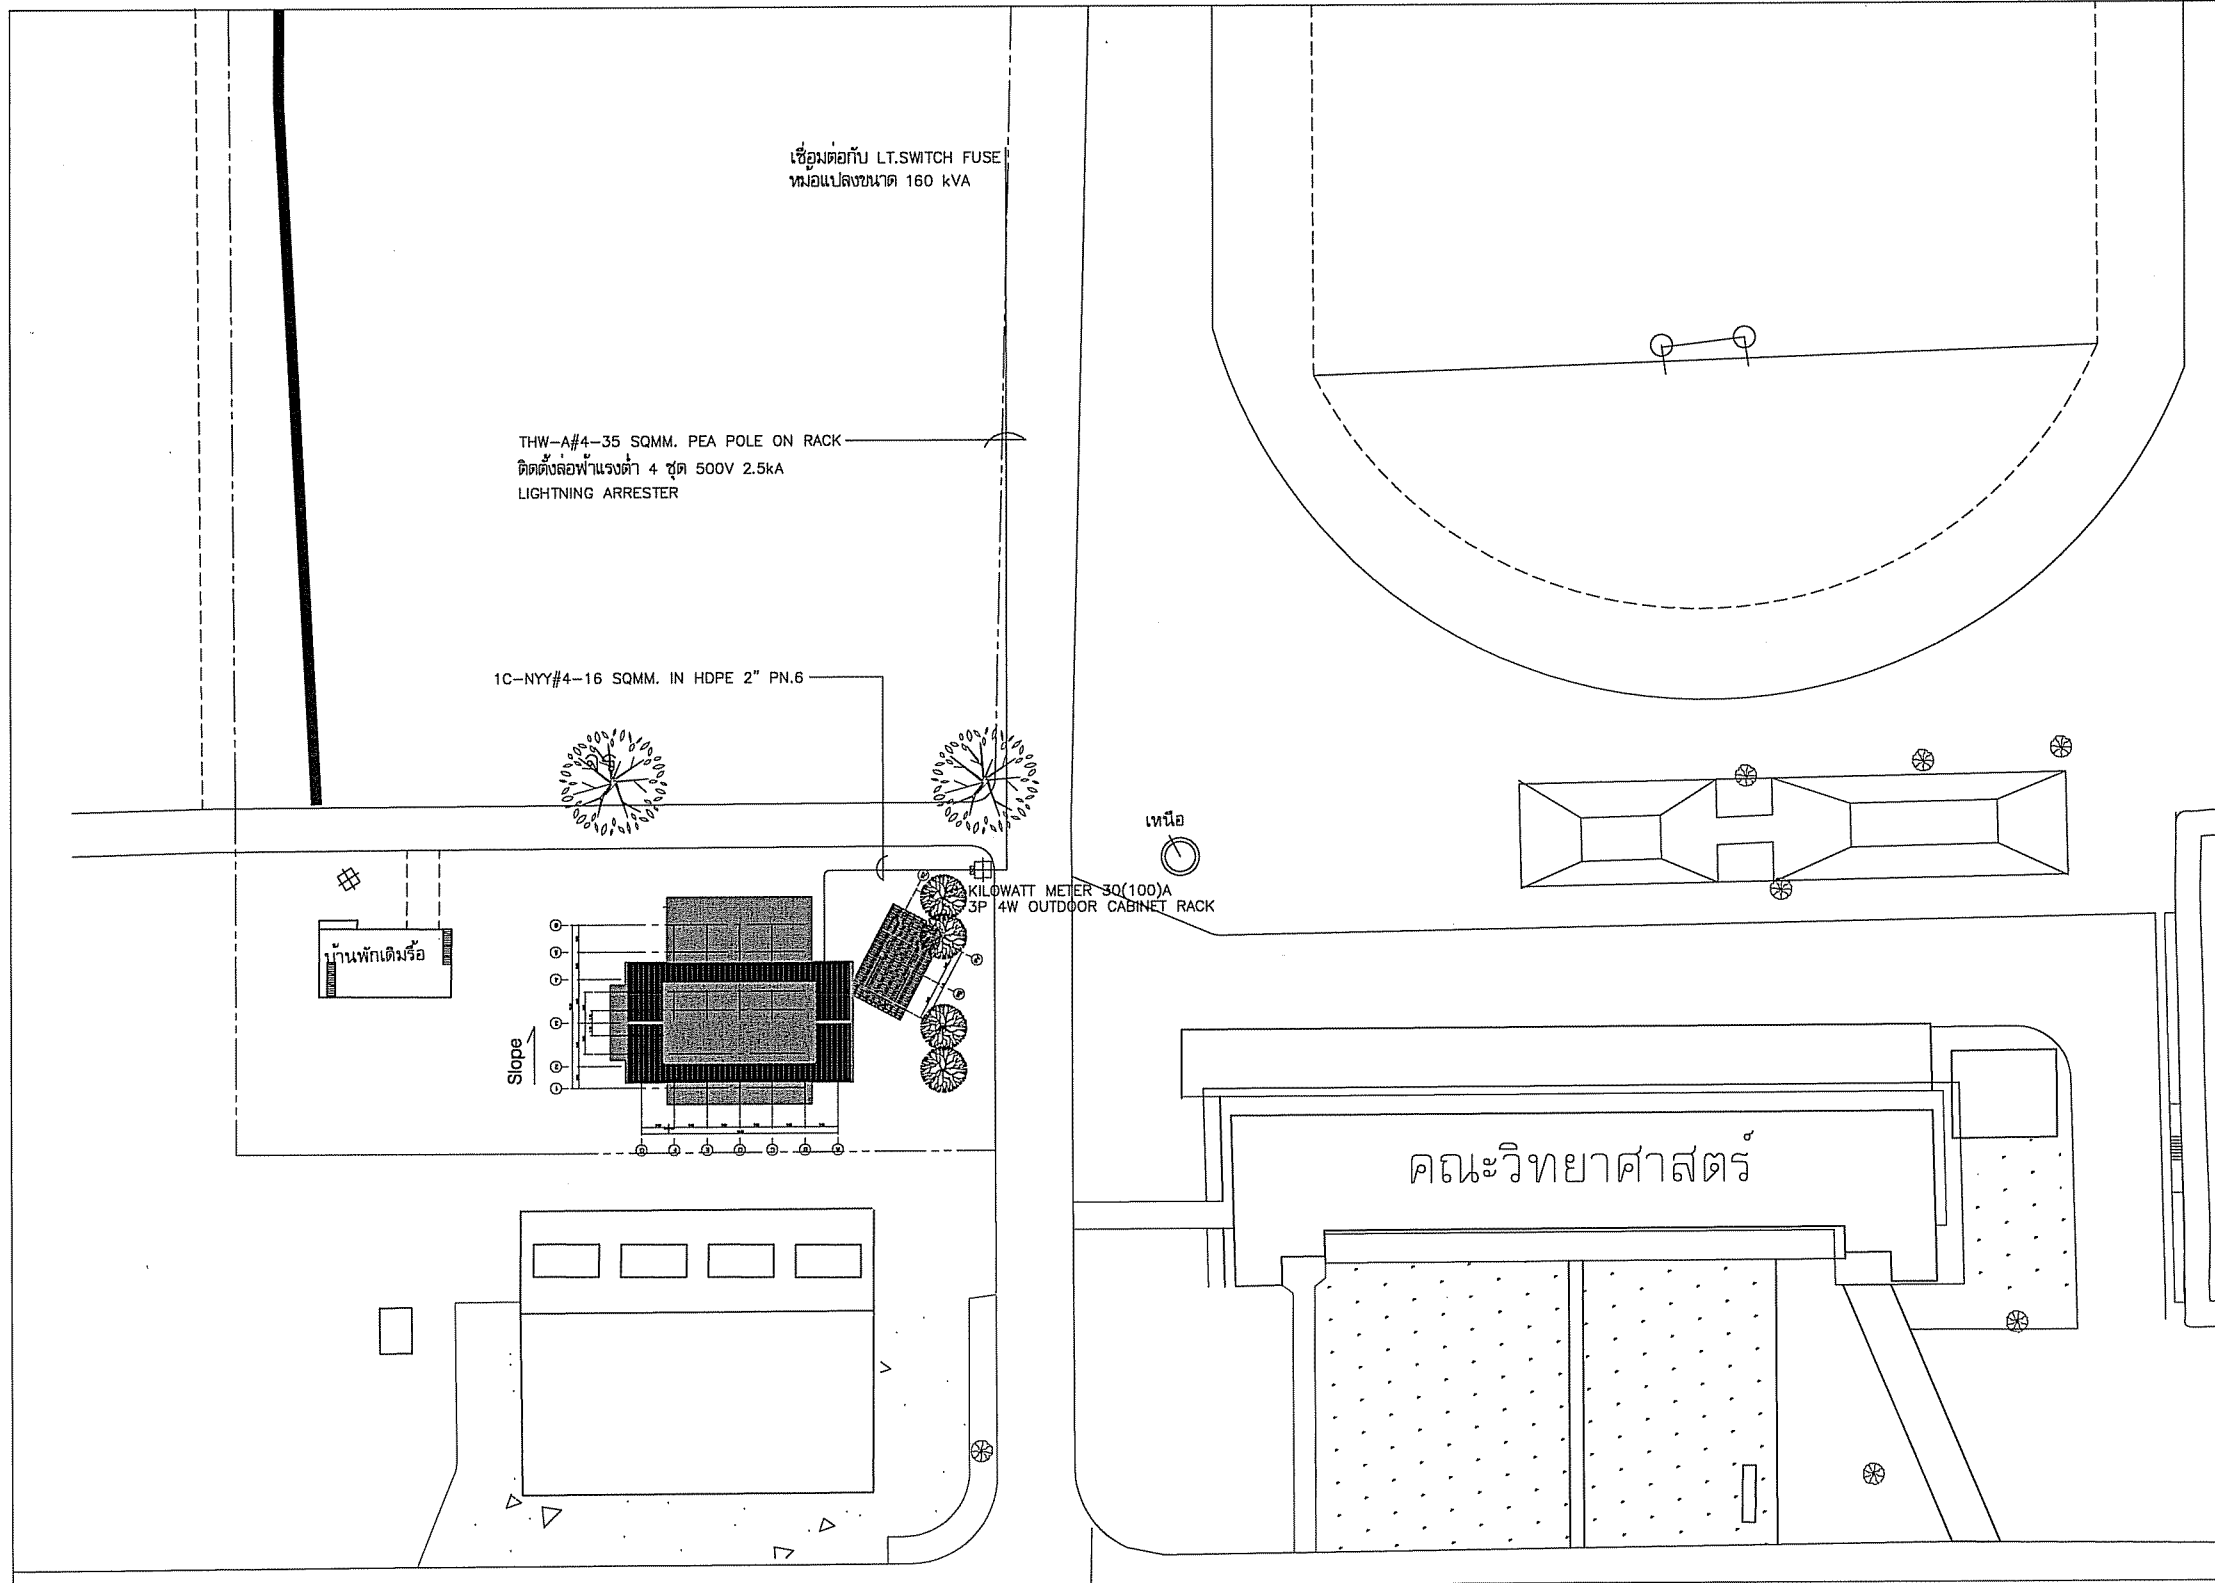 เชื่อมต่อกับ LT.SWITCH FUSE
หม้อแปลงขนาด 160 kVA
THW-A#4-35 SQMM. PEA POLE ON RACK
ติดตั้งล่อฟ้าแรงต่ำ 4 ชุด 500V 2.5kA
LIGHTNING ARRESTER
1C-NYY#4-16 SQMM. IN HDPE 2" PN.6
เหนือ
KILOWATT METER 30(100)A
3P 4W OUTDOOR CABINET RACK
บ้านพักเดิมรื้อ
Slope
คณะวิทยาศาสตร์